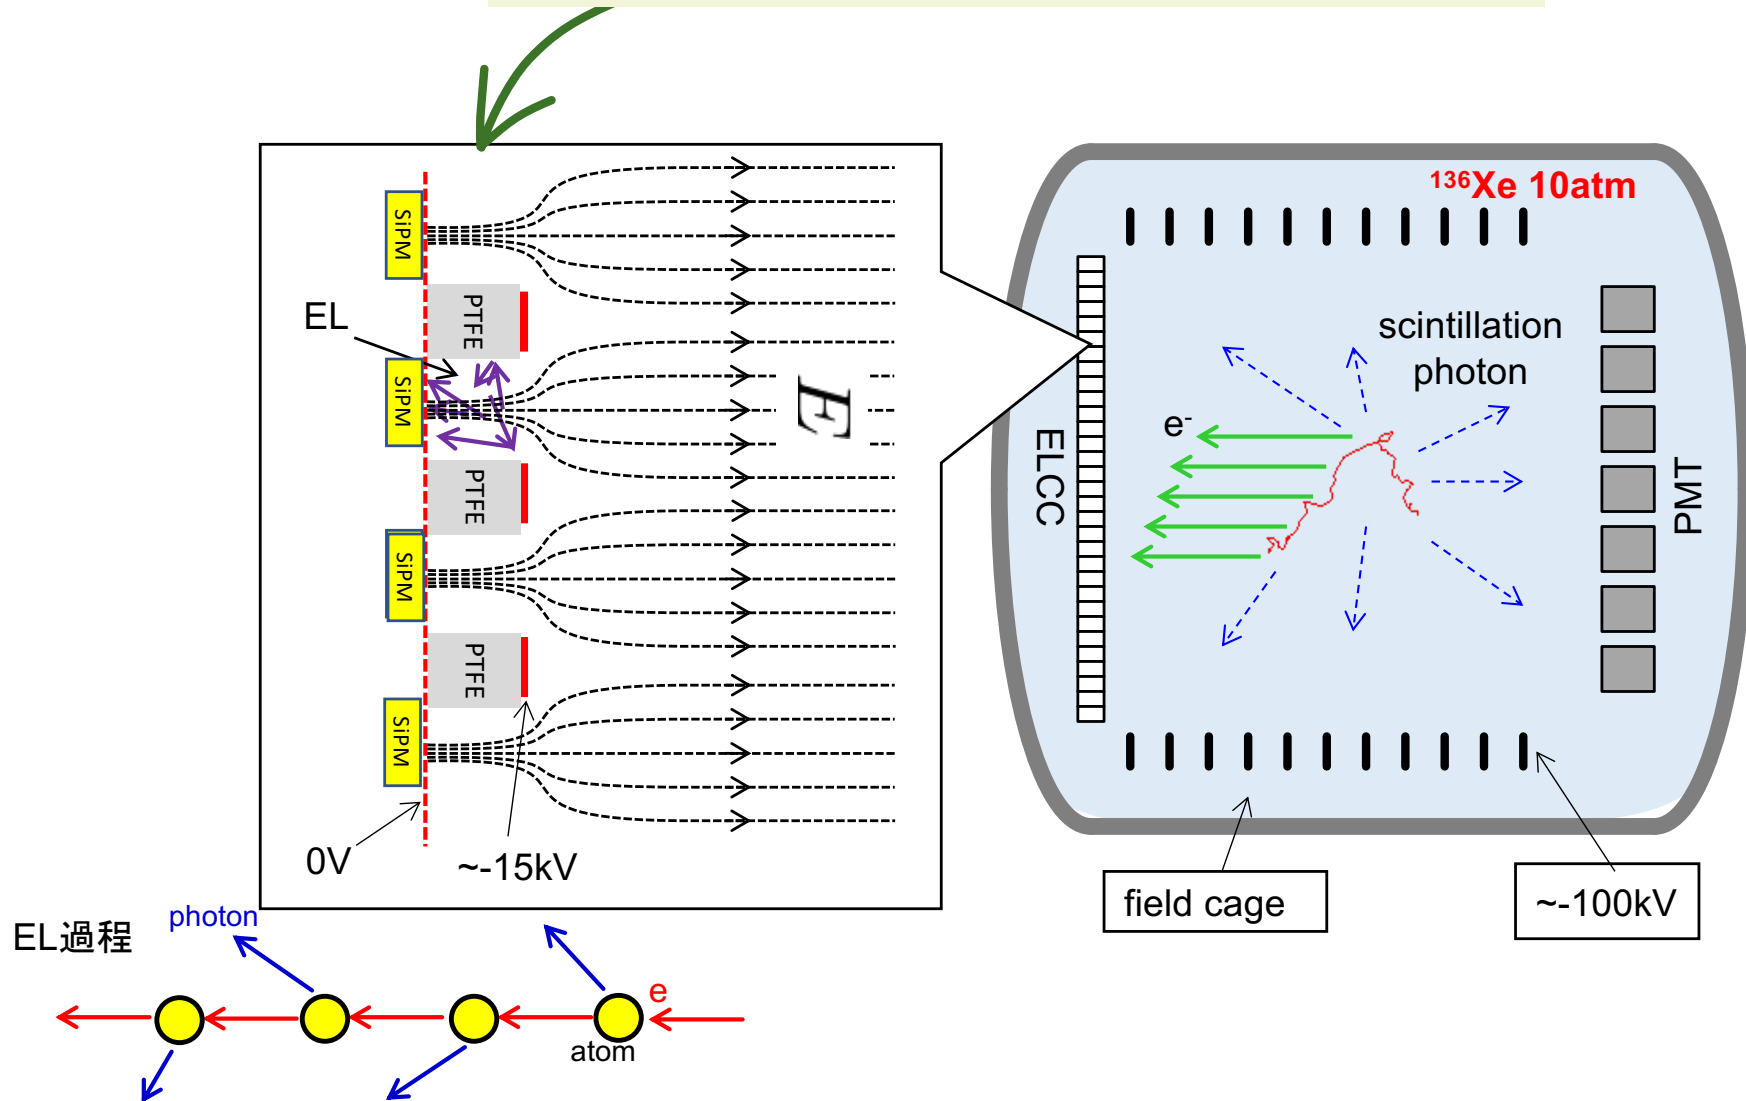 SiPM
PTFE
EL
SiPM
E
PTFE
SiPM
PTFE
SiPM
0V
~-15kV
¹³⁶Xe 10atm
scintillation
photon
e⁻
ELCC
PMT
field cage
~-100kV
EL過程
photon
e
atom